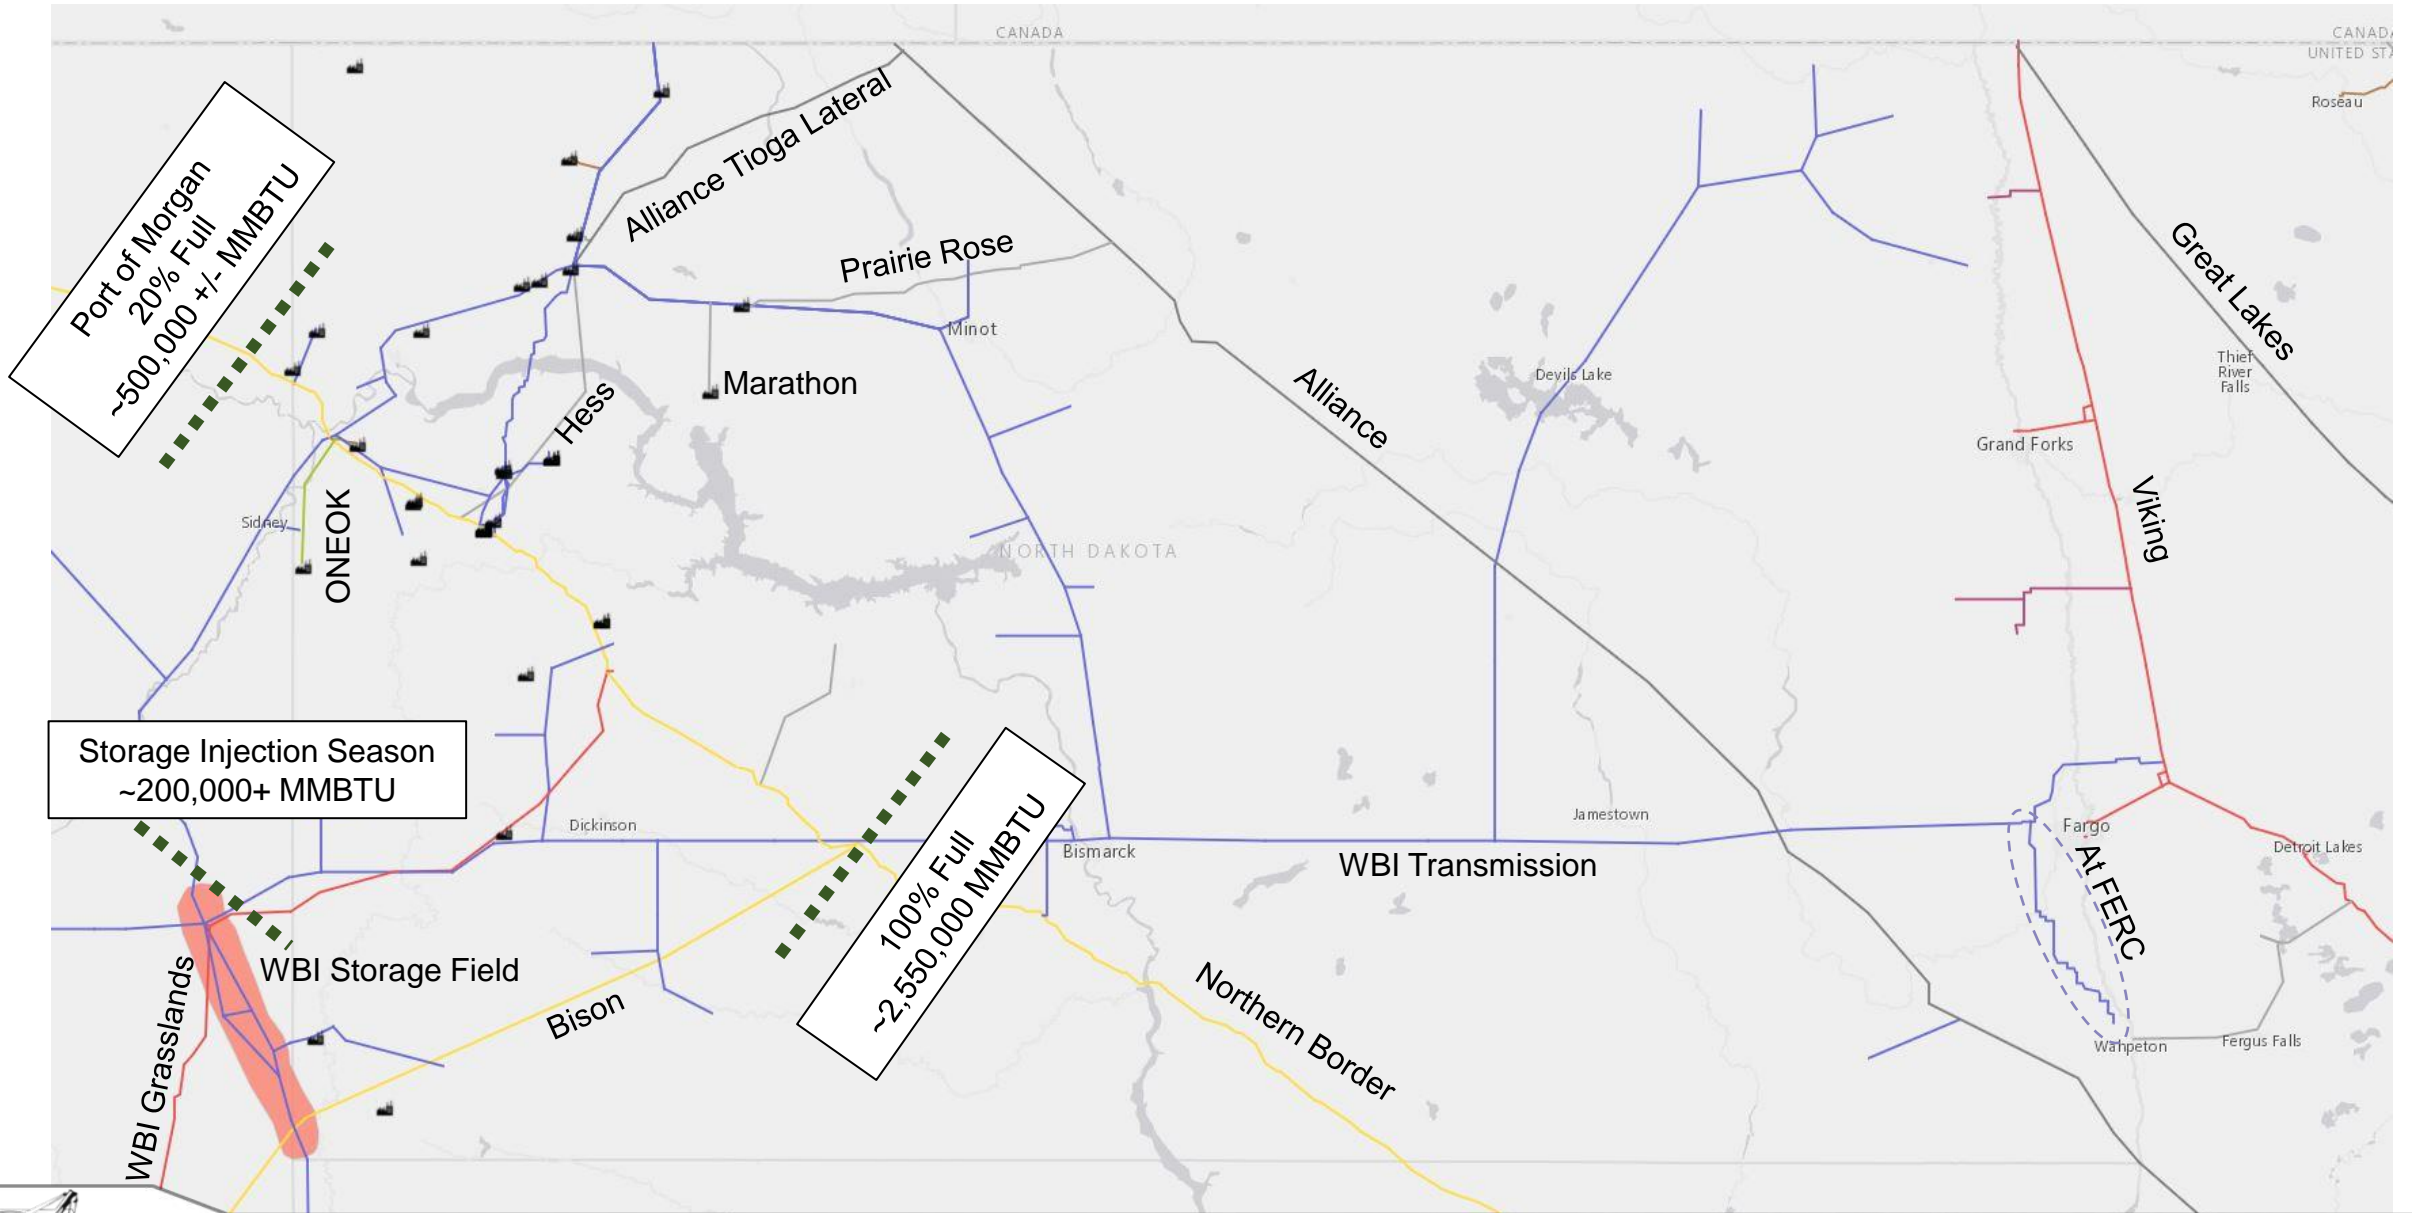 CANADA
CANADA
UNITED ST
Roseau
Port of Morgan
20% Full
~500,000 +/- MMBTU
Alliance Tioga Lateral
Prairie Rose
Great Lakes
Minot
Thief
River
Falls
Devils Lake
Marathon
Hess
Alliance
Grand Forks
Sidney
ONEOK
Viking
NORTH DAKOTA
Storage Injection Season
~200,000+ MMBTU
Dickinson
Bismarck
Jamestown
WBI Transmission
Fargo
Detroit Lakes
At FERC
100% Full
~2,550,000 MMBTU
WBI Storage Field
WBI Grasslands
Bison
Northern Border
Wahpeton
Fergus Falls